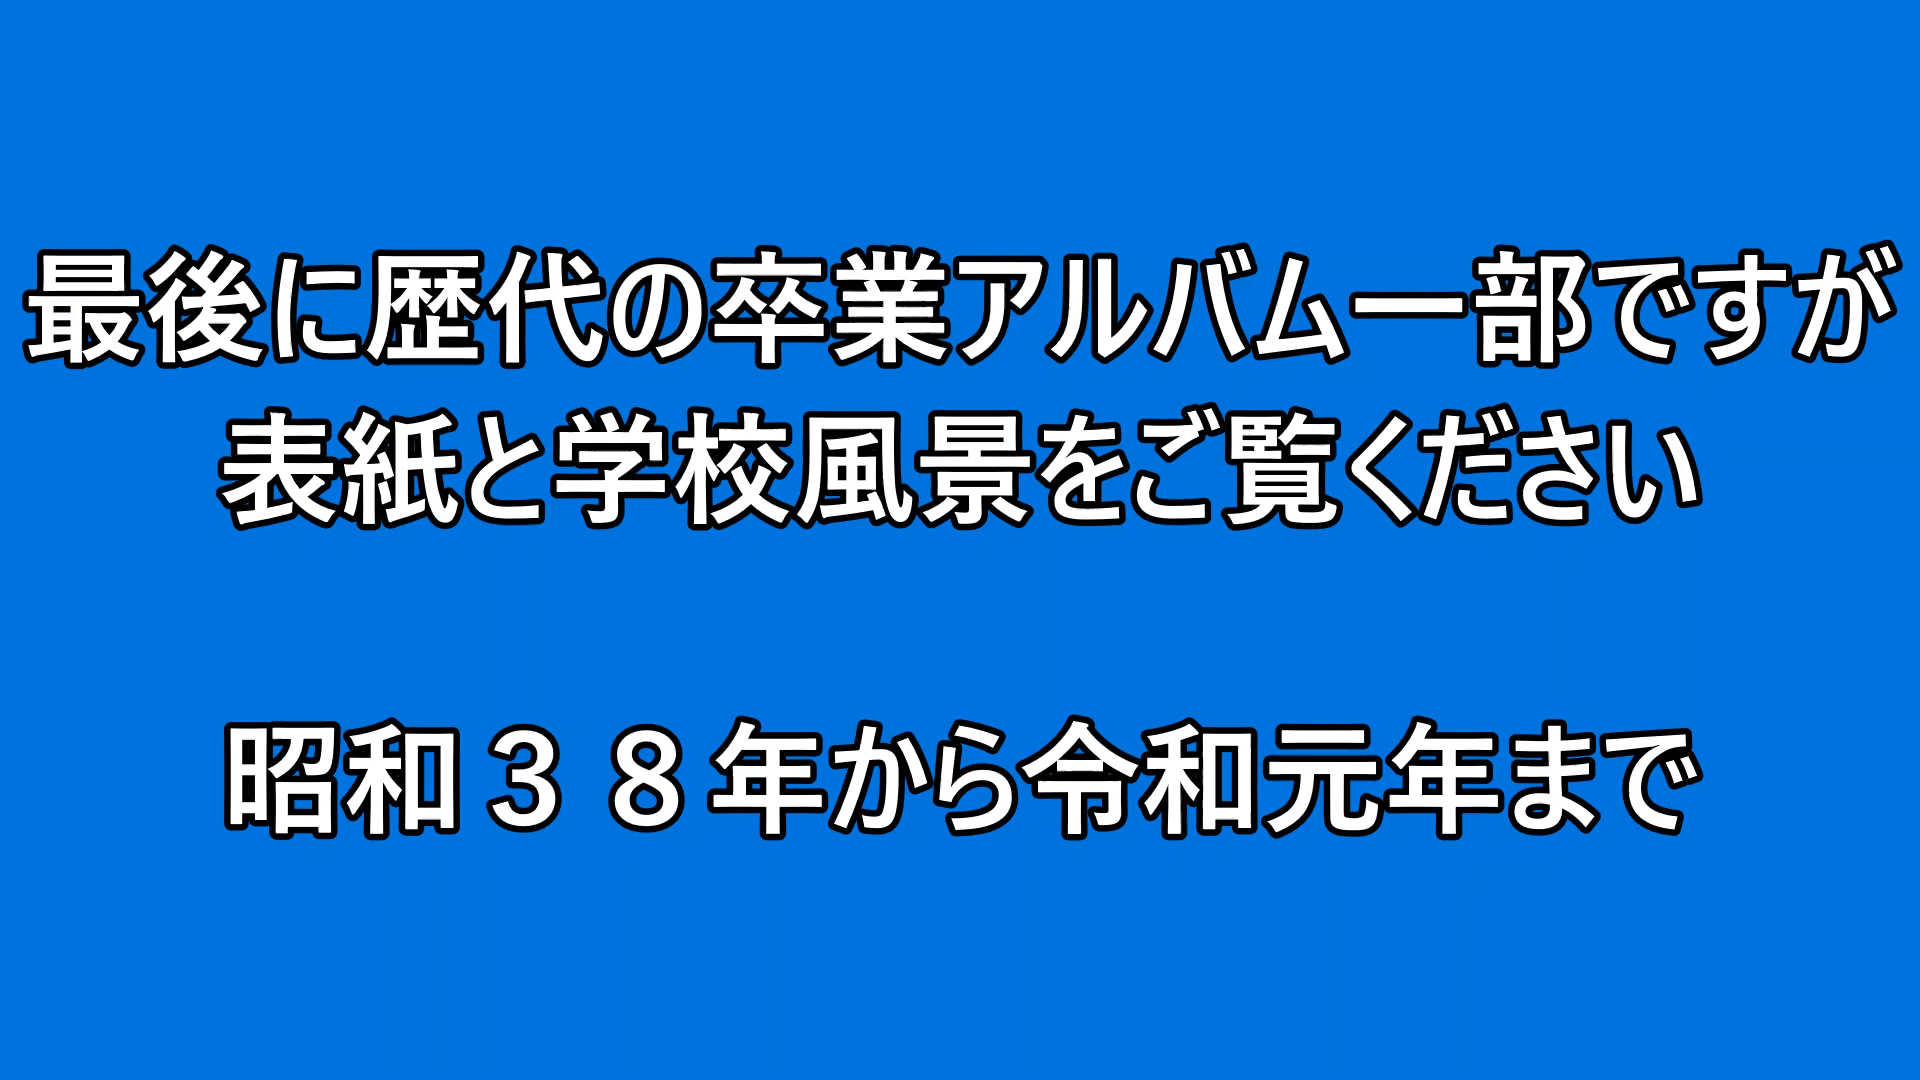 最後に歴代の卒業アルバム一部ですが
表紙と学校風景をご覧ください
昭和３８年から令和元年まで